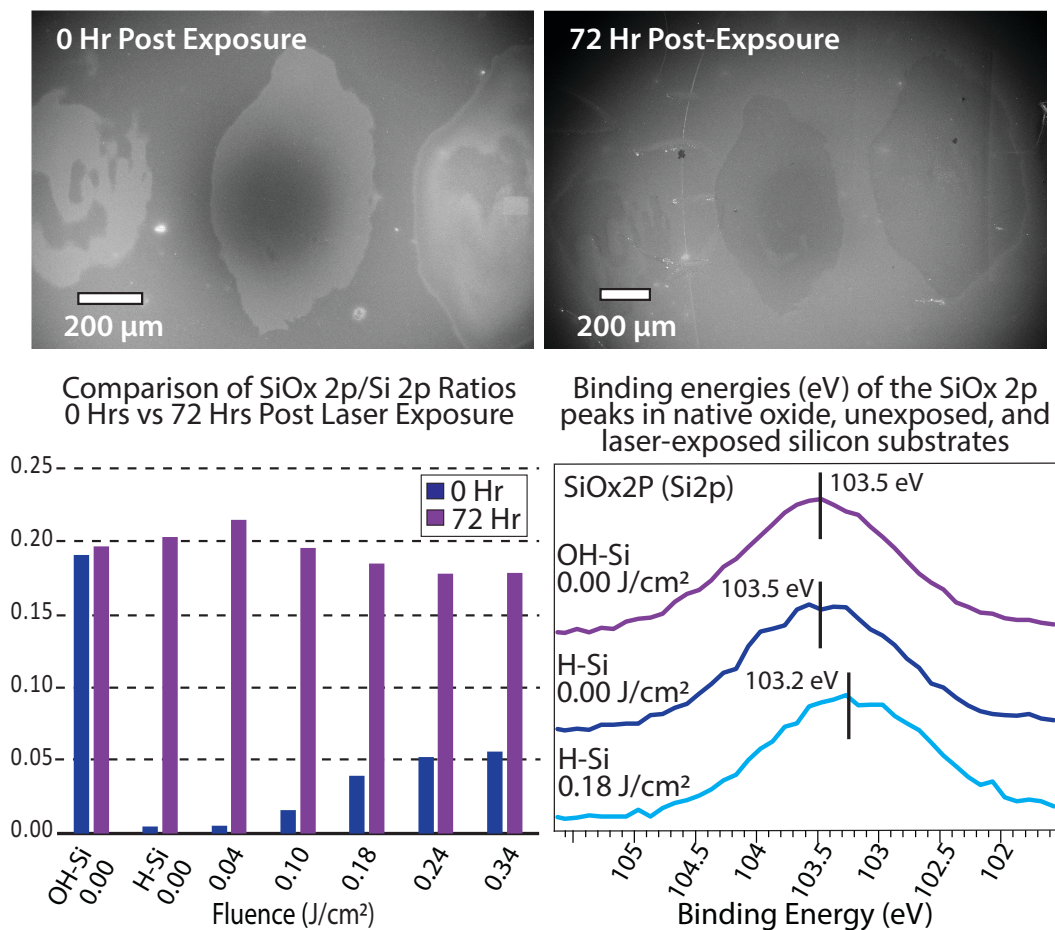 0 Hr Post Exposure
200 µm
72 Hr Post-Expsoure
200 µm
Comparison of SiOx 2p/Si 2p Ratios
0 Hrs vs 72 Hrs Post Laser Exposure
0.25
0.20
0.15
0.10
0.05
0.00
0 Hr
72 Hr
OH-Si
0.00
H-Si
0.00
0.04
0.10
0.18
0.24
0.34
Fluence (J/cm²)
Binding energies (eV) of the SiOx 2p
peaks in native oxide, unexposed, and
laser-exposed silicon substrates
SiOx2P (Si2p)
103.5 eV
OH-Si
0.00 J/cm²
103.5 eV
H-Si
0.00 J/cm²
103.2 eV
H-Si
0.18 J/cm²
105
104.5
104
103.5
103
102.5
102
Binding Energy (eV)